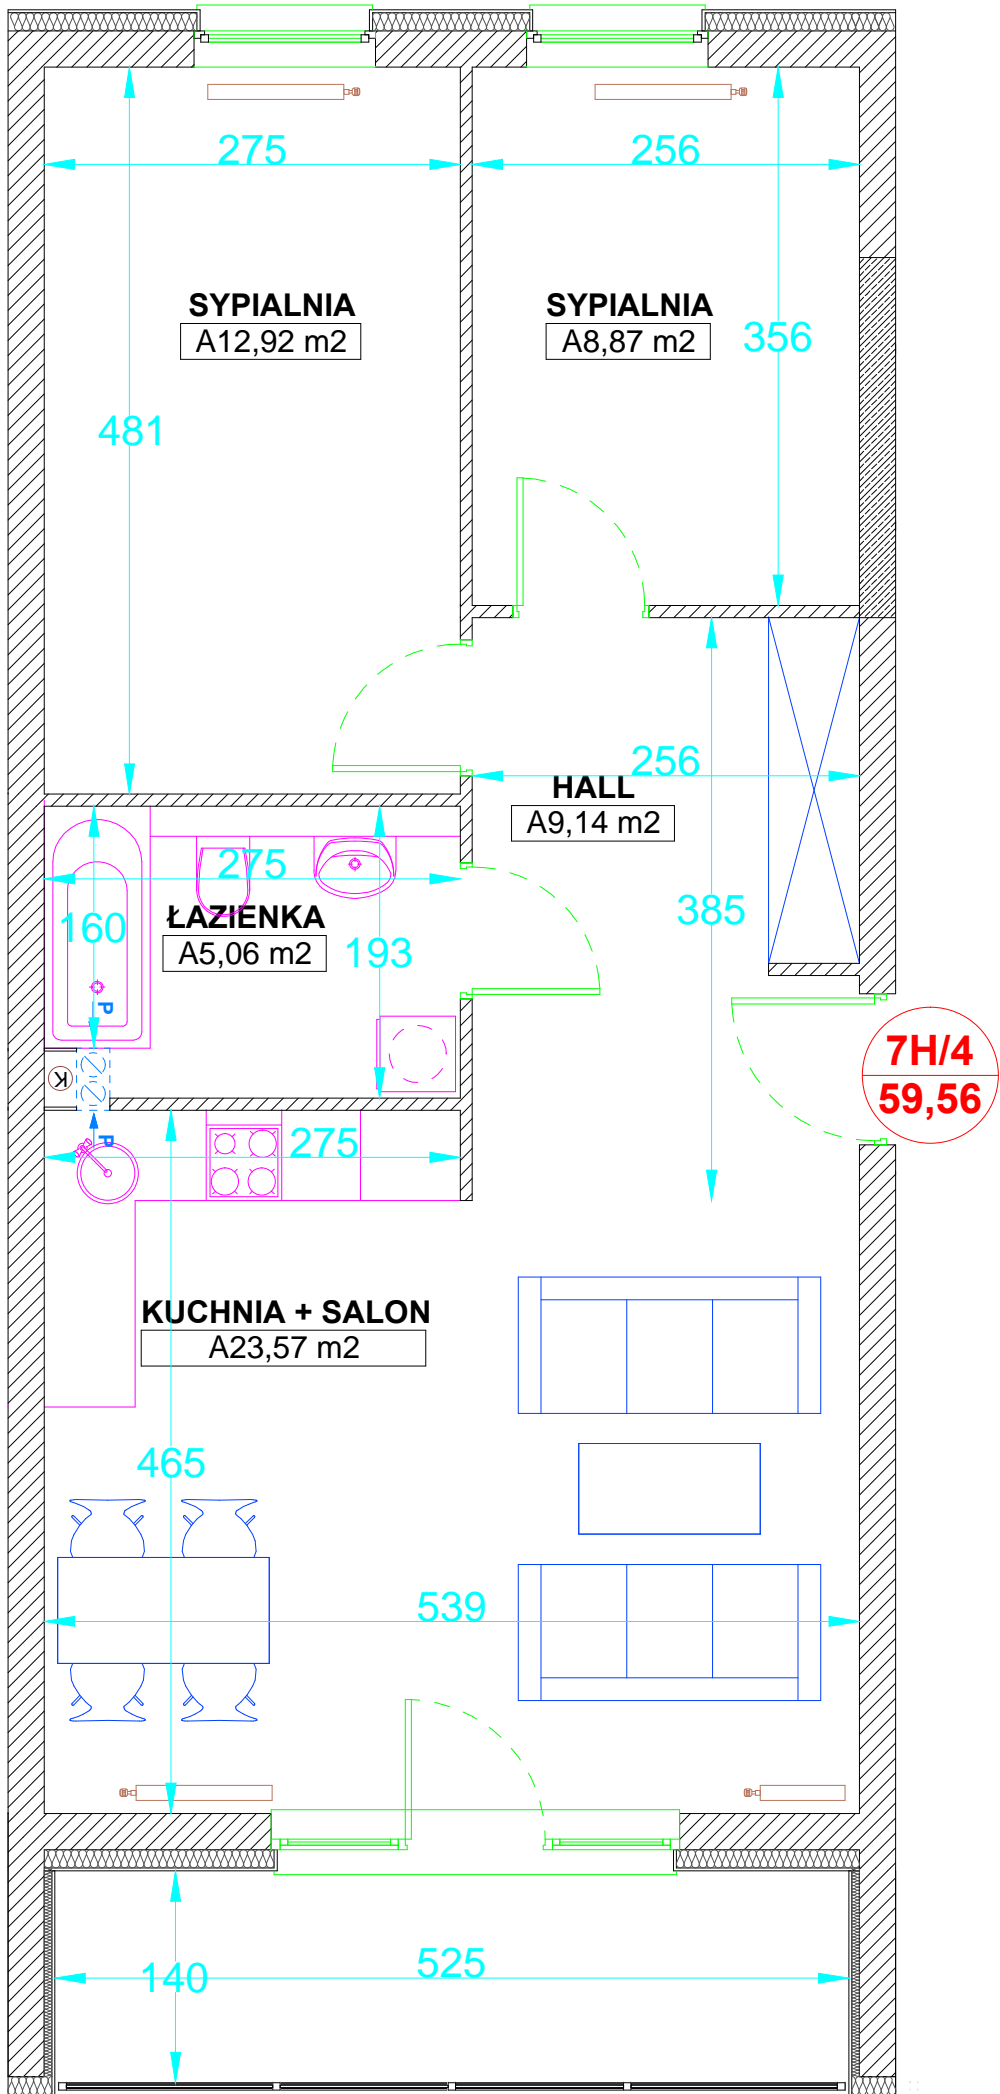 275
256
SYPIALNIA
A12,92 m2
SYPIALNIA
A8,87 m2
356
481
256
HALL
A9,14 m2
275
160
ŁAZIENKA
A5,06 m2
193
385
P
K
7H/4
59,56
P
275
KUCHNIA + SALON
A23,57 m2
465
539
525
140